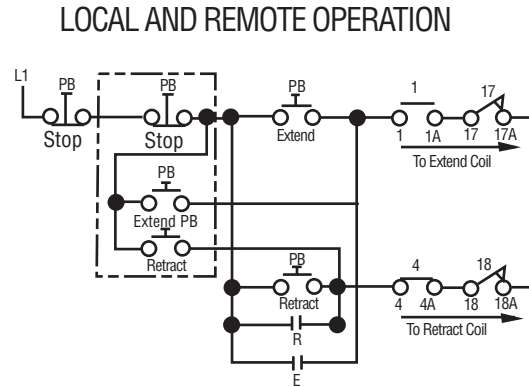 LOCAL AND REMOTE OPERATION
L1
PB
PB
PB
1
17
Stop
Stop
Extend
1
1A
17
17A
To Extend Coil
PB
Extend PB
Retract
PB
Retract
4
18
4
4A
18
18A
To Retract Coil
R
E